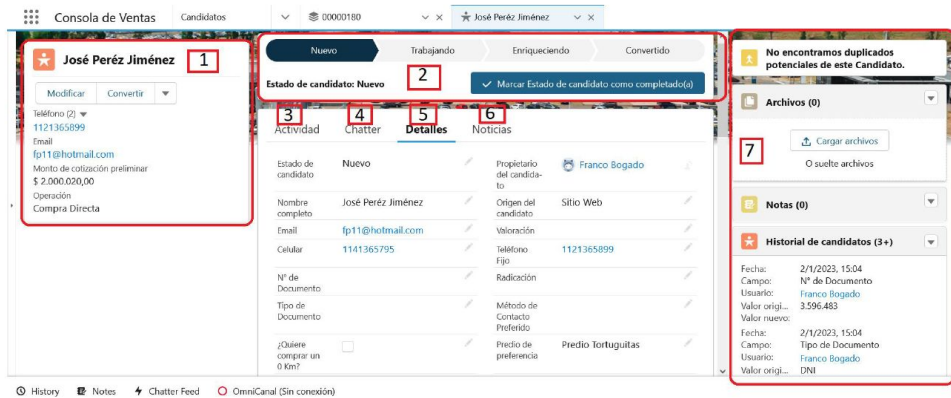 Consola de Ventas
Candidatos
00000180
José Peréz Jiménez
José Peréz Jiménez
1
Modificar
Convertir
Teléfono (2)
1121365899
Email
fp11@hotmail.com
Monto de cotización preliminar
$ 2.000.020,00
Operación
Compra Directa
Nuevo
Trabajando
Enriqueciendo
Convertido
Estado de candidato: Nuevo
2
Marcar Estado de candidato como completado(a)
3
4
5
6
Actividad
Chatter
Detalles
Noticias
Estado de
candidato
Nuevo
Propietario
del candida-
to
Franco Bogado
Nombre
completo
José Peréz Jiménez
Origen del
candidato
Sitio Web
Email
fp11@hotmail.com
Valoración
Celular
1141365795
Teléfono
Fijo
1121365899
N° de
Documento
Radicación
Tipo de
Documento
Método de
Contacto
Preferido
¿Quiere
comprar un
0 Km?
Predio de
preferencia
Predio Tortuguitas
No encontramos duplicados
potenciales de este Candidato.
Archivos (0)
7
Cargar archivos
O suelte archivos
Notas (0)
Historial de candidatos (3+)
Fecha:
2/1/2023, 15:04
Campo:
N° de Documento
Usuario:
Franco Bogado
Valor origi...
3.596.483
Valor nuevo:
Fecha:
2/1/2023, 15:04
Campo:
Tipo de Documento
Usuario:
Franco Bogado
Valor origi...
DNI
History
Notes
Chatter Feed
OmniCanal (Sin conexión)